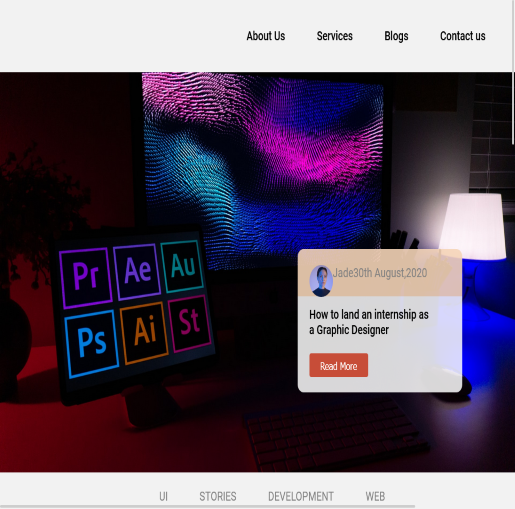 About Us Services Blogs Contact us
Pr Ae Au
Ps Ai St
Jade30th August,2020
How to land an internship as
a Graphic Designer
Read More
UI STORIES DEVELOPMENT WEB